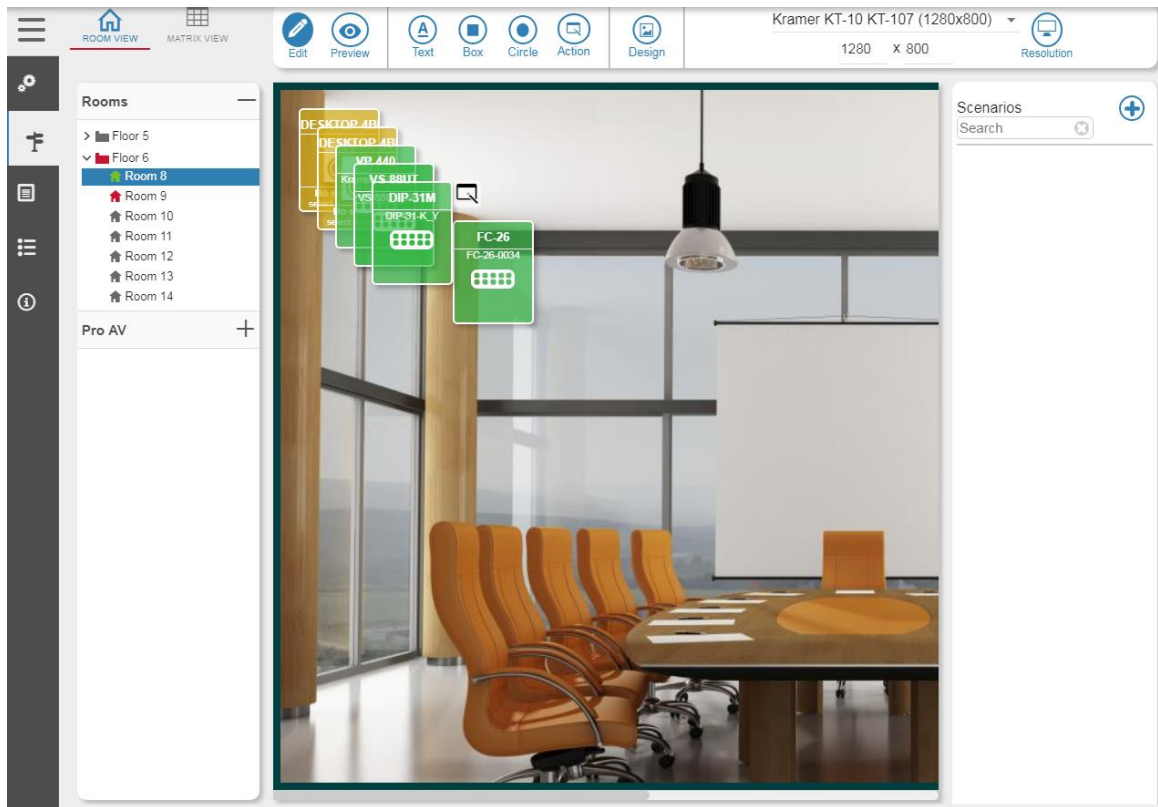 ROOM VIEW
MATRIX VIEW
Edit
Preview
Text
Box
Circle
Action
Design
Kramer KT-10 KT-107 (1280x800)
1280 X 800
Resolution
Rooms
Floor 5
Floor 6
Room 8
Room 9
Room 10
Room 11
Room 12
Room 13
Room 14
Pro AV
DESKTOP-4B
DESKTOP-4B
VP-440
VS-88UT
DIP-31M
DIP-31-K_Y
FC-26
FC-26-0034
Scenarios
Search